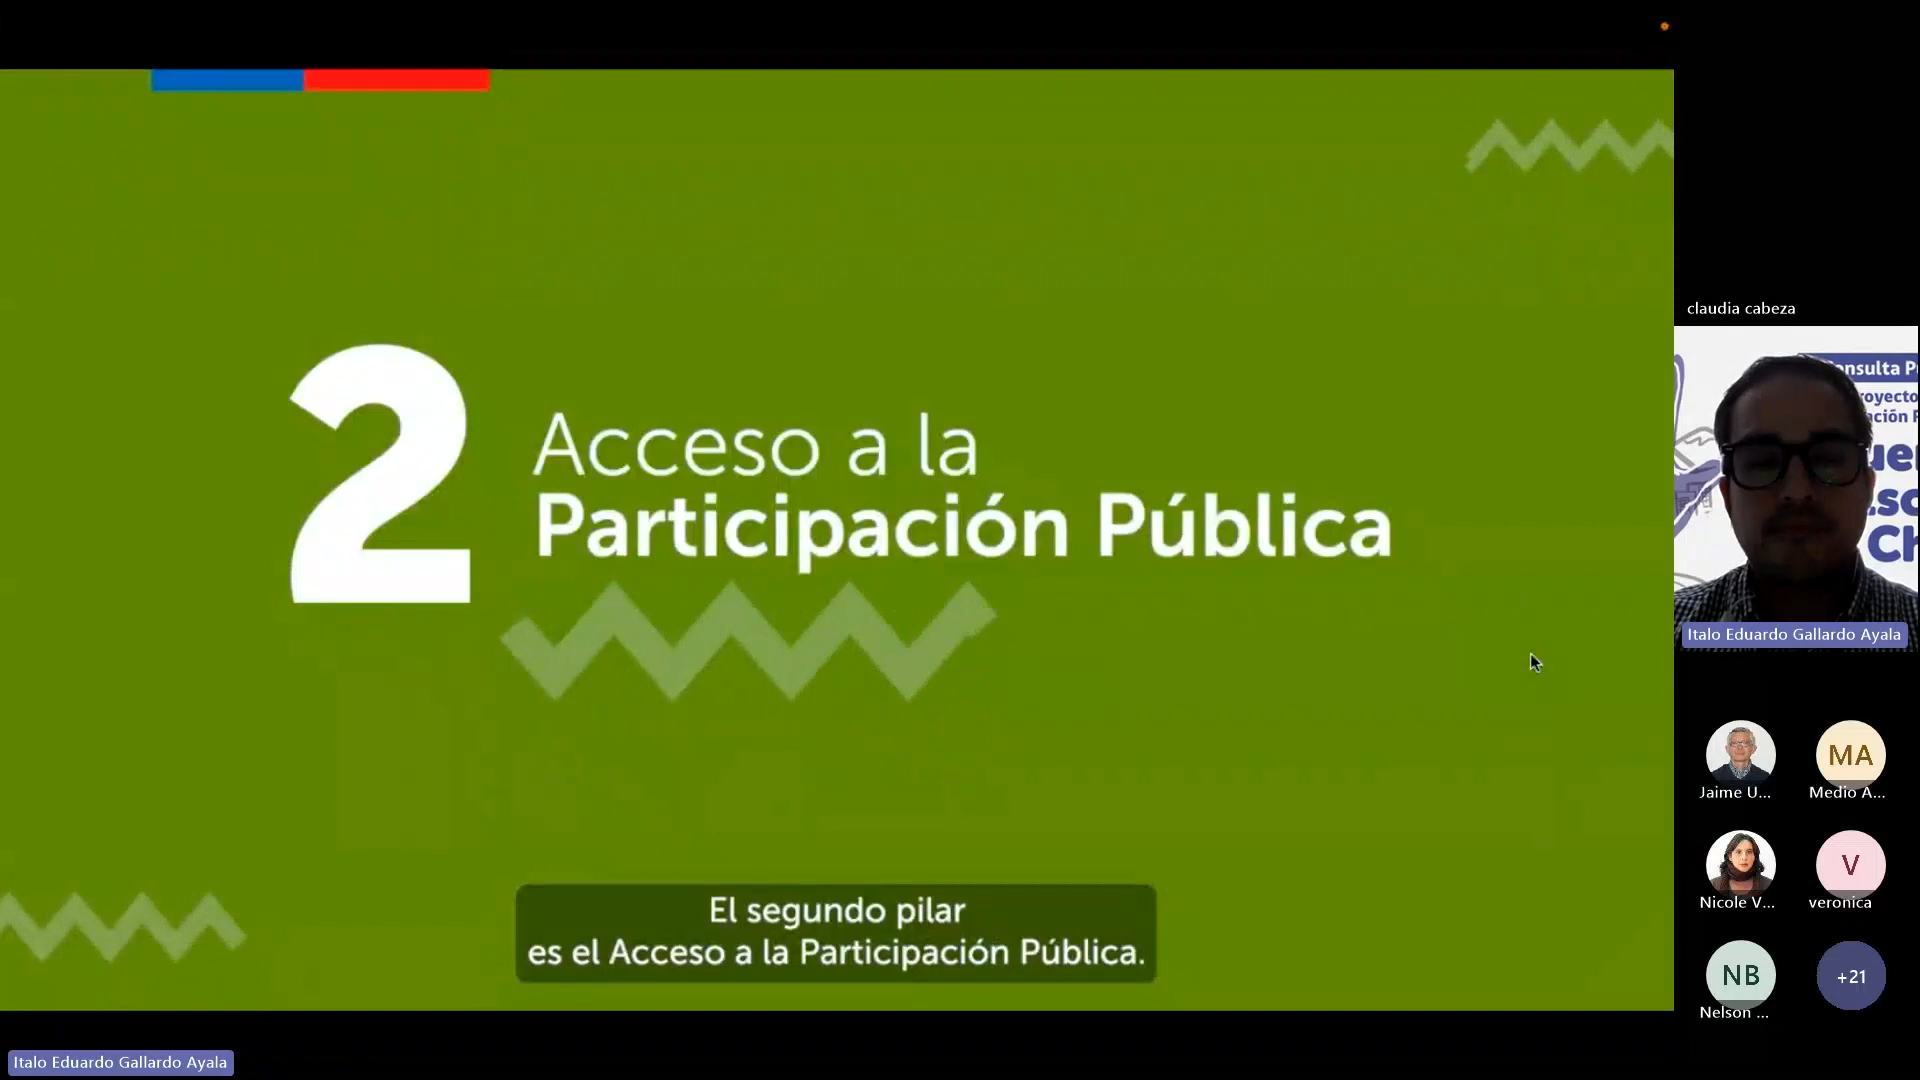 2
Acceso a la
Participación Pública
El segundo pilar
es el Acceso a la Participación Pública.
claudia cabeza
Italo Eduardo Gallardo Ayala
Jaime U...
MA
Medio A...
Nicole V...
V
veronica
NB
Nelson ...
+21
Italo Eduardo Gallardo Ayala